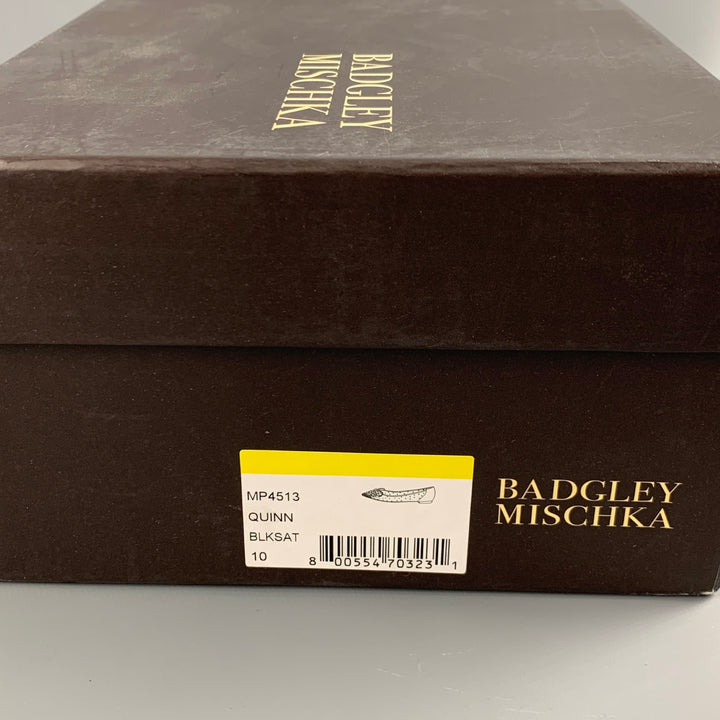 BADGLEY
MISCHKA
MP4513
QUINN
BLKSAT
10
8 00554 70323 1
BADGLEY
MISCHKA